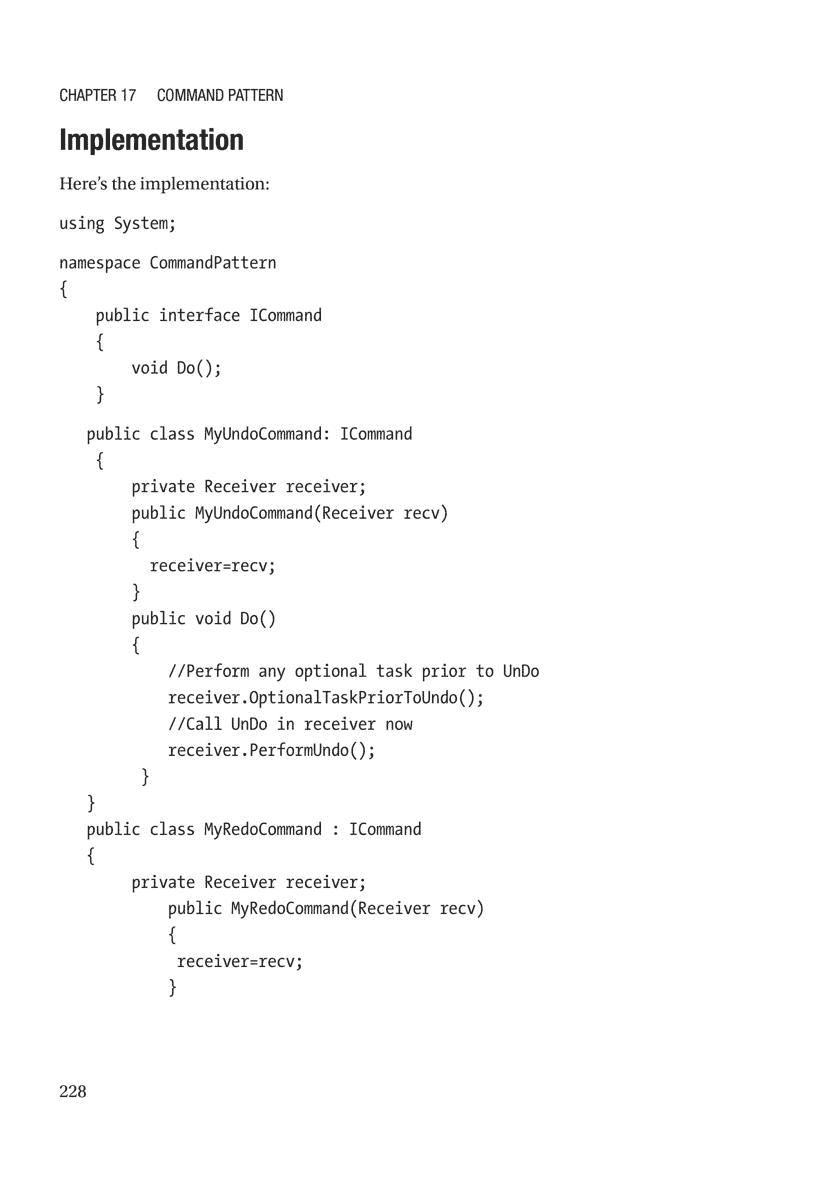 CHAPTER 17 COMMAND PATTERN
Implementation
Here’s the implementation:
using System;
namespace CommandPattern
{
    public interface ICommand
    {
        void Do();
    }
   public class MyUndoCommand: ICommand
    {
        private Receiver receiver;
        public MyUndoCommand(Receiver recv)
        {
          receiver=recv;
        }
        public void Do()
        {
            //Perform any optional task prior to UnDo
            receiver.OptionalTaskPriorToUndo();
            //Call UnDo in receiver now
            receiver.PerformUndo();
         }
   }
   public class MyRedoCommand : ICommand
   {
        private Receiver receiver;
            public MyRedoCommand(Receiver recv)
            {
             receiver=recv;
            }
228